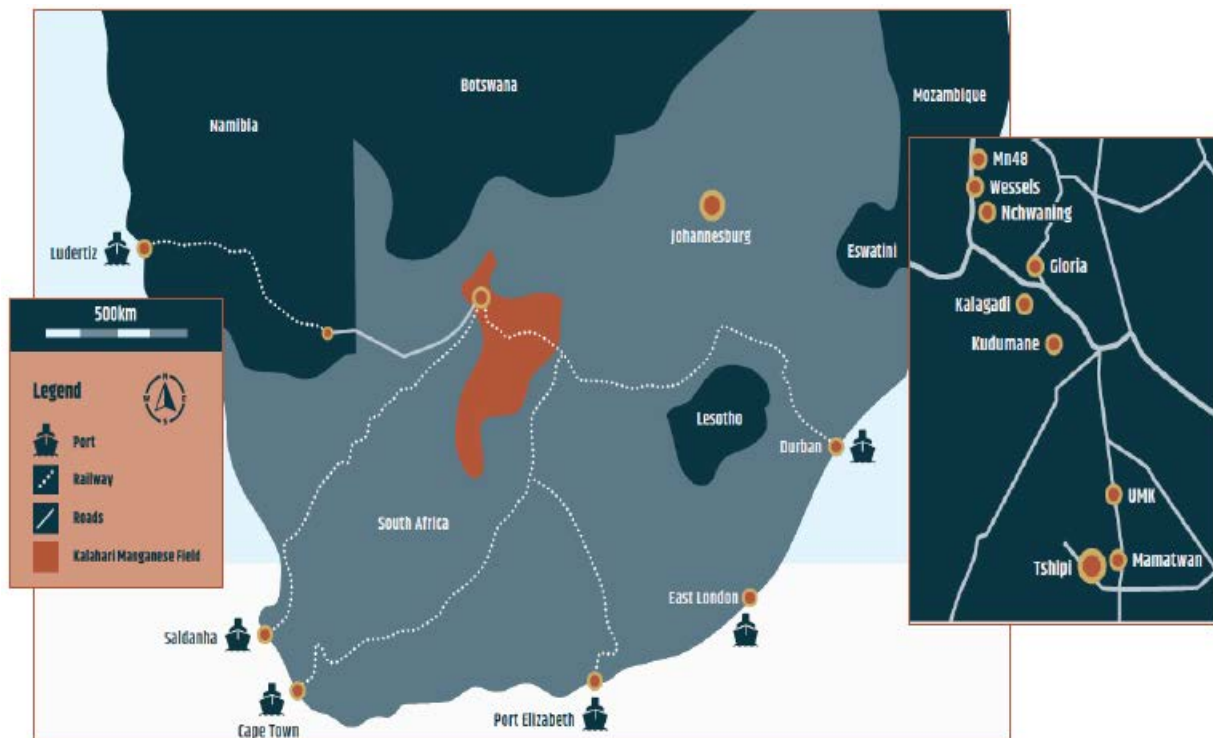 Botswana
Mozambique
Namibia
Mn48
Wessels
Nchwaning
Johannesburg
Ludertiz
Eswatini
Gloria
Kalagadi
500km
Kudumane
Legend
N
W E
S
Lesotho
Port
Durban
Railway
UMK
South Africa
Roads
Kalahari Manganese Field
Tshipi
Mamatwan
East London
Saldanha
Port Elizabeth
Cape Town